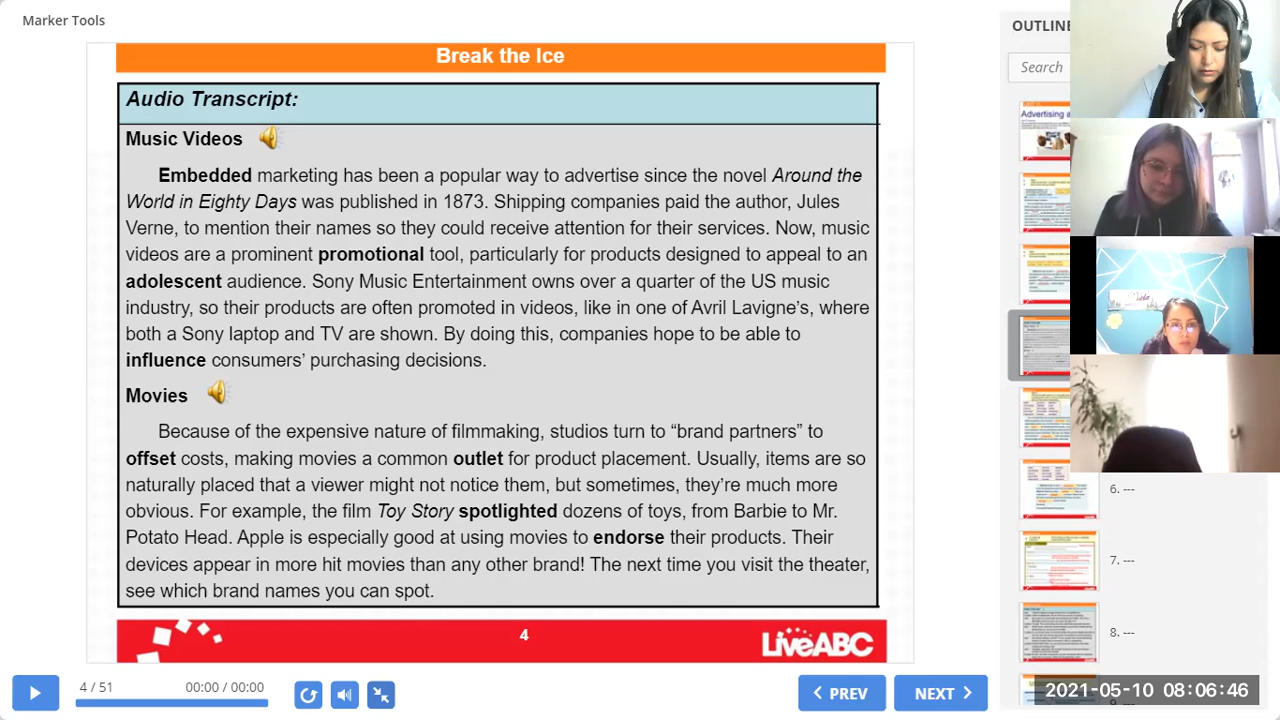 Marker Tools
OUTLINE
Search
Break the Ice
Audio Transcript:
Music Videos
Embedded marketing has been a popular way to advertise since the novel Around the
World in Eighty Days was published in 1873. Shipping companies paid the author, Jules
Verne, to mention their names so they could receive attention for their services. Now, music
videos are a prominent promotional tool, particularly for products designed to appeal to an
adolescent audience. Sony Music Entertainment owns over a quarter of the US music
industry, so their products are often promoted in videos, like in one of Avril Lavigne's, where
both a Sony laptop and TV are shown. By doing this, companies hope to be able to
influence consumers' purchasing decisions.
Movies
Because of the expensive nature of filmmaking, studios turn to "brand partners" to
offset costs, making movies a common outlet for product placement. Usually, items are so
naturally placed that a viewer might not notice them, but sometimes, they're much more
obvious. For example, the film Toy Story spotlighted dozens of toys, from Barbie to Mr.
Potato Head. Apple is especially good at using movies to endorse their products. Their
devices appear in more movies than any other brand! The next time you visit the theater,
see which brand names you can spot.
4
liveABC
Advertising a
6. ---
7. ---
8. ---
9. ---
4 / 51
00:00 / 00:00
PREV
NEXT
2021-05-10 08:06:46